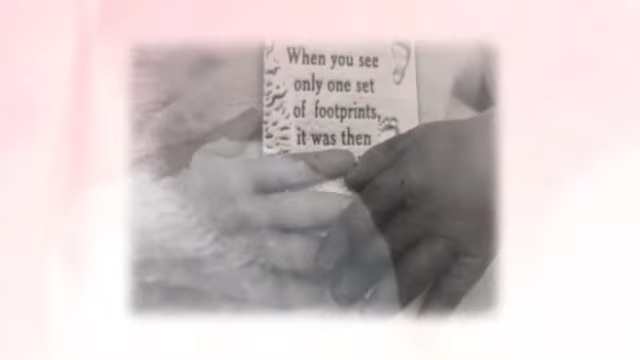 When you see
only one set
of footprints,
it was then